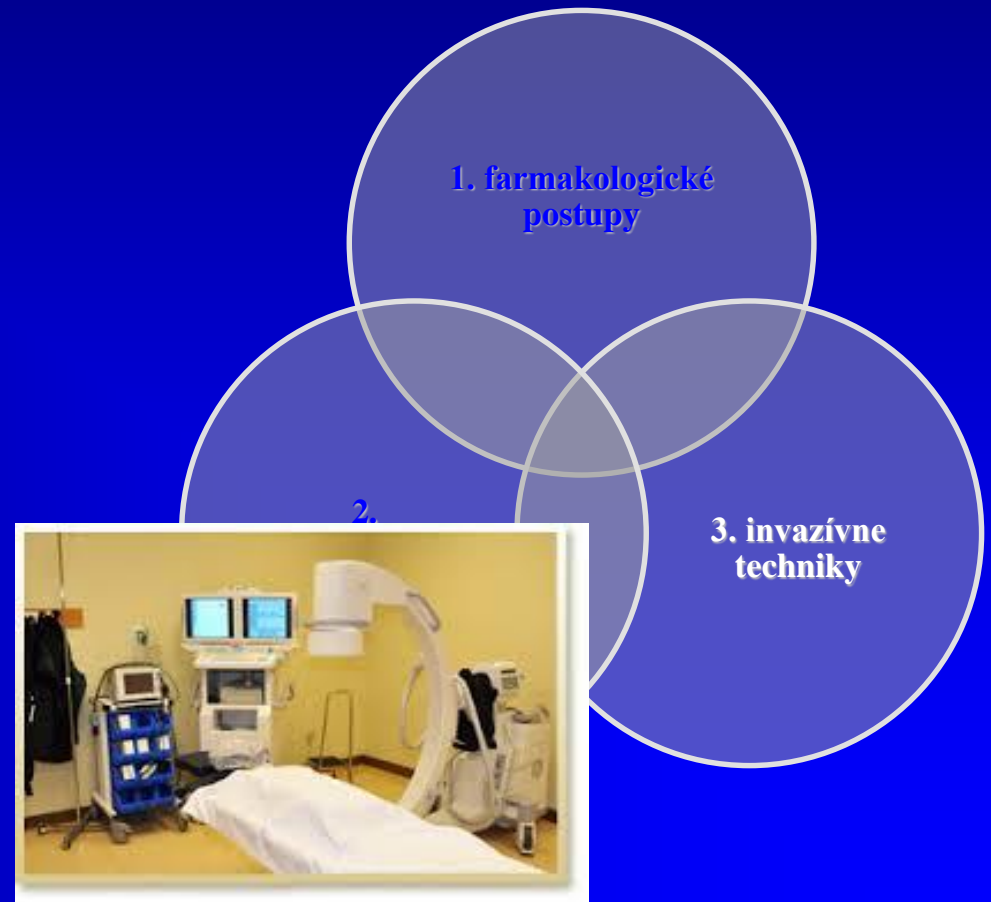 1. farmakologické
postupy
2.
3. invazívne
techniky